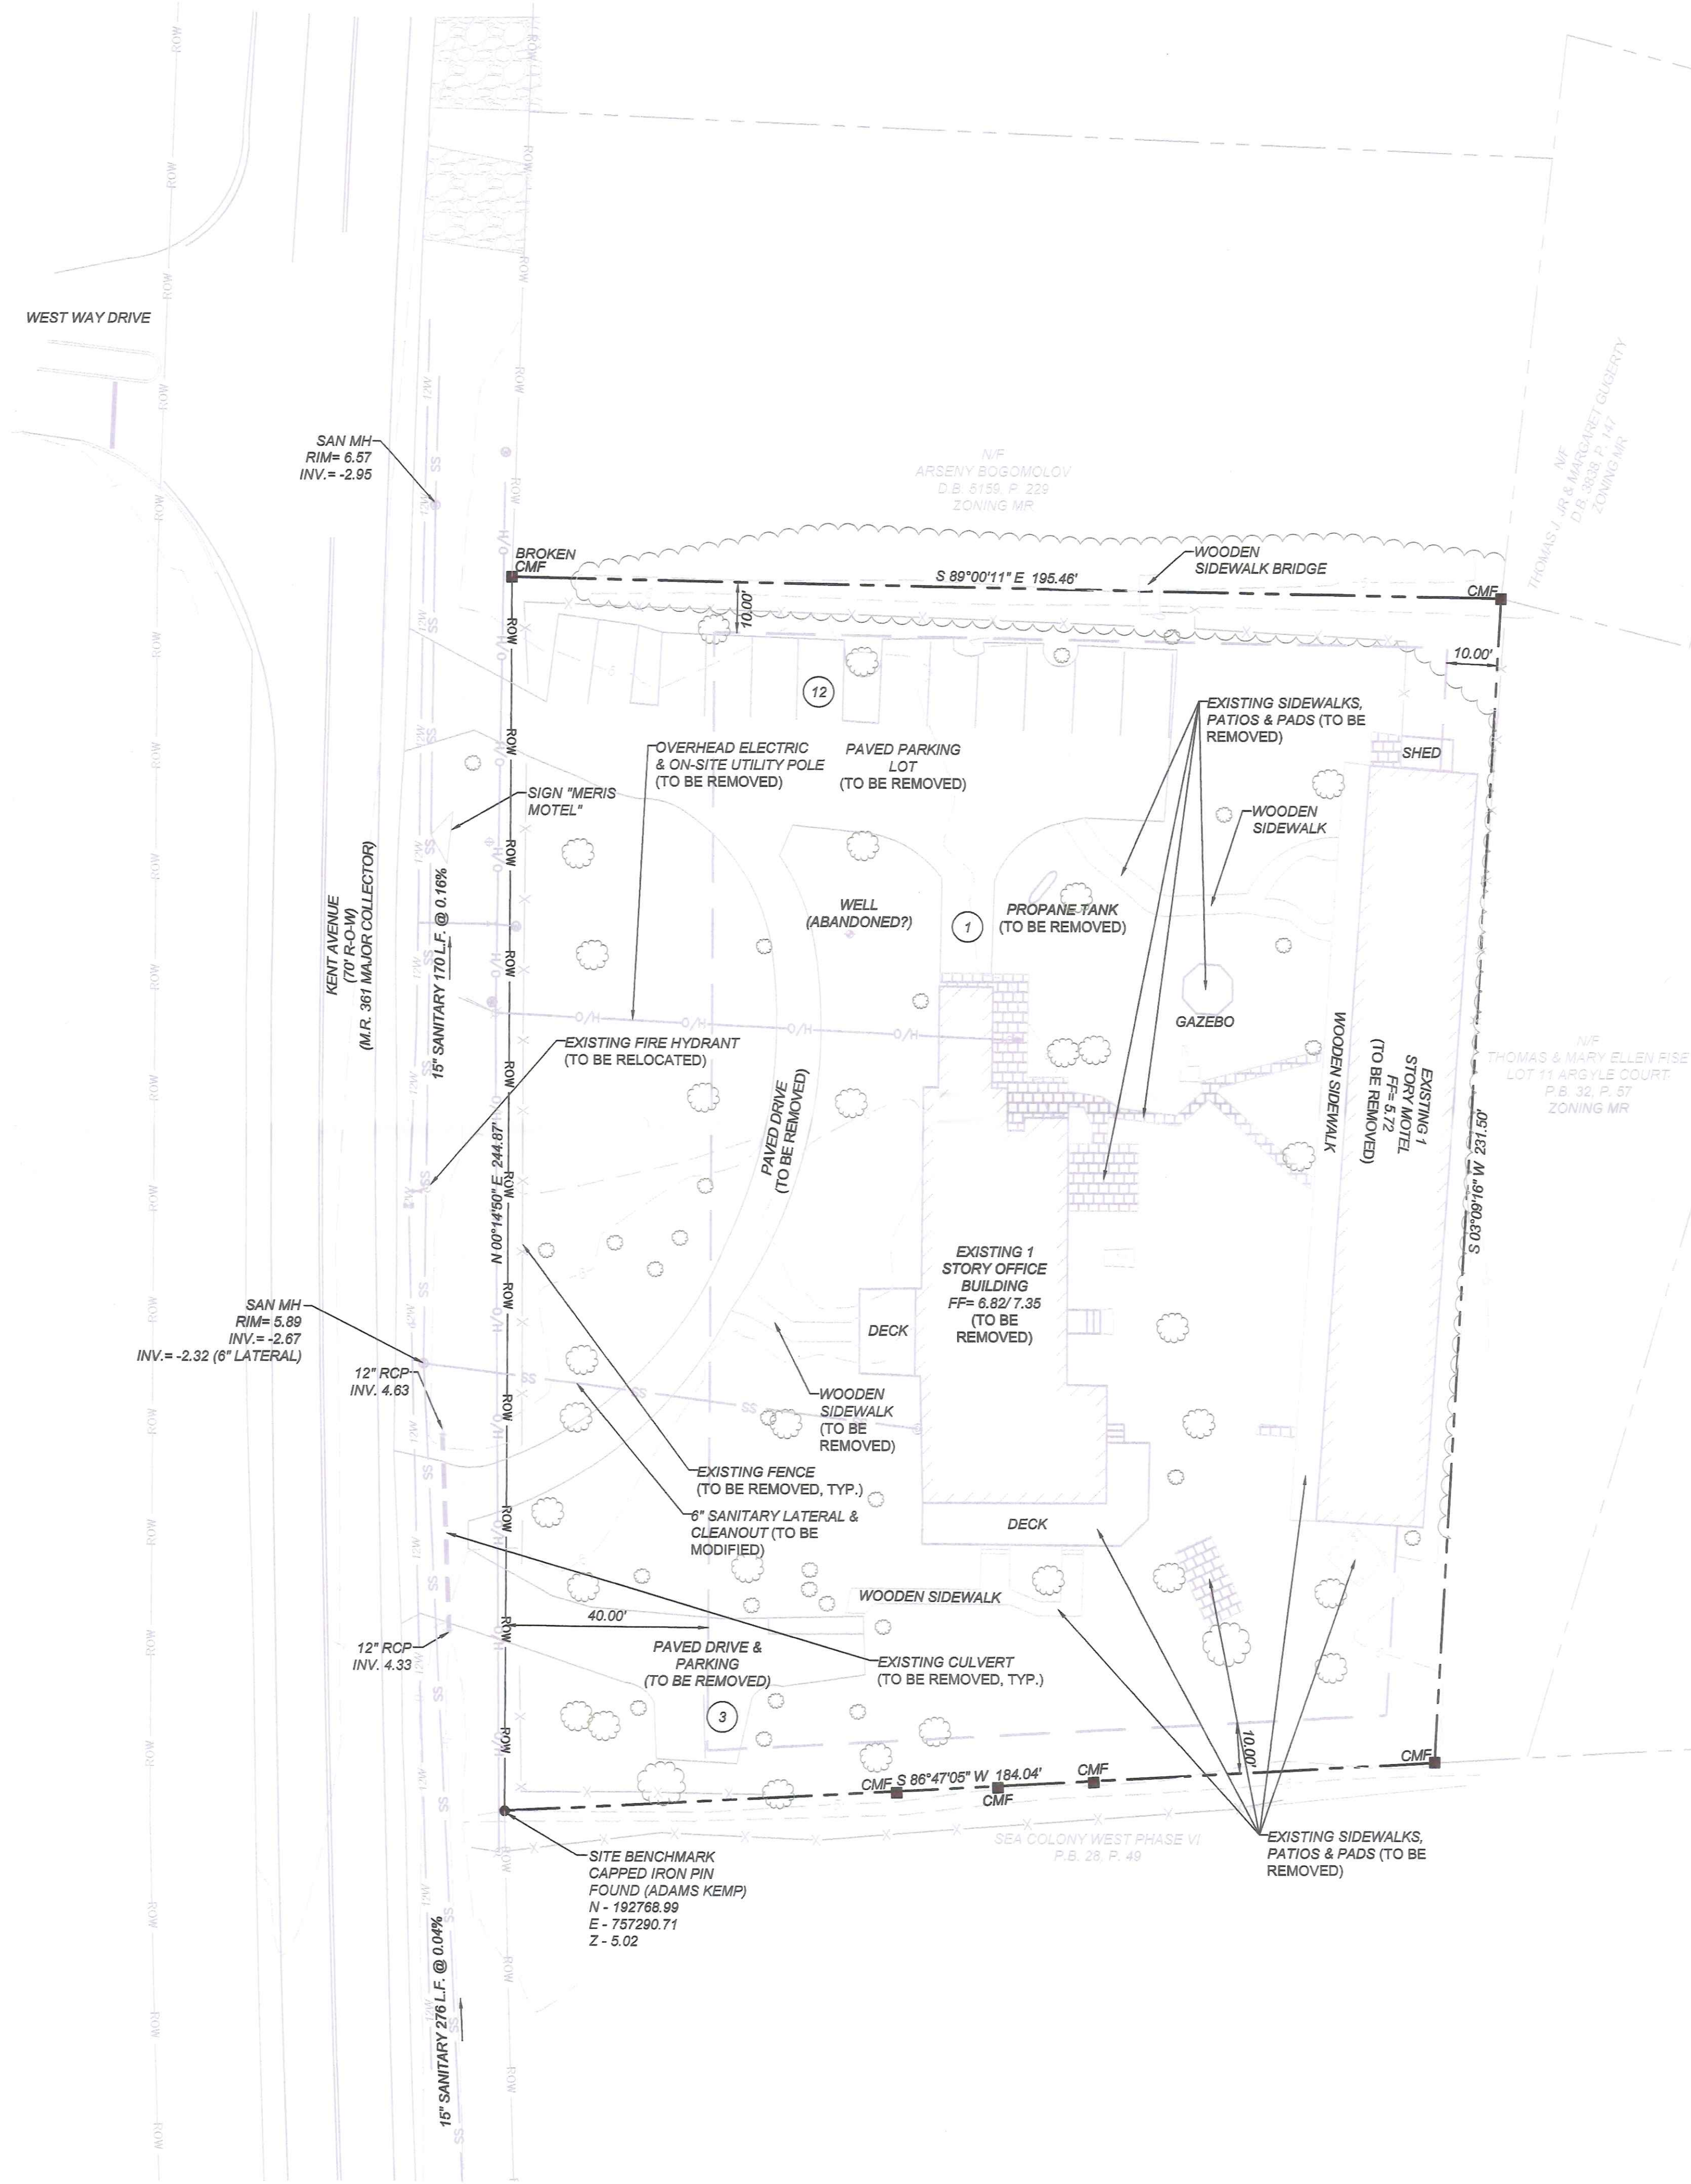 WEST WAY DRIVE
SAN MH
RIM= 6.57
INV.= -2.95
N/F
ARSENY BOGOMOLOV
D.B. 5159, P. 229
ZONING MR
N/F
THOMAS J. JR & MARGARET GUGERTY
D.B. 3838, P. 147
ZONING MR
BROKEN
CMF
S 89°00'11" E 195.46'
WOODEN
SIDEWALK BRIDGE
CMF
10.00'
10.00'
12
EXISTING SIDEWALKS,
PATIOS & PADS (TO BE
REMOVED)
SHED
OVERHEAD ELECTRIC
& ON-SITE UTILITY POLE
(TO BE REMOVED)
PAVED PARKING
LOT
(TO BE REMOVED)
SIGN "MERIS
MOTEL"
WOODEN
SIDEWALK
KENT AVENUE
(70' R-O-W)
(M.R. 361 MAJOR COLLECTOR)
15" SANITARY 170 L.F. @ 0.16%
WELL
(ABANDONED?)
1
PROPANE TANK
(TO BE REMOVED)
GAZEBO
WOODEN SIDEWALK
EXISTING 1
STORY MOTEL
FF= 5.72
(TO BE REMOVED)
N/F
THOMAS & MARY ELLEN FISE
LOT 11 ARGYLE COURT
P.B. 32, P. 57
ZONING MR
EXISTING FIRE HYDRANT
(TO BE RELOCATED)
PAVED DRIVE
(TO BE REMOVED)
N 00°14'50" E 244.87'
S 03°09'16" W 231.50'
EXISTING 1
STORY OFFICE
BUILDING
FF= 6.82/ 7.35
(TO BE
REMOVED)
DECK
SAN MH
RIM= 5.89
INV.= -2.67
INV.= -2.32 (6" LATERAL)
12" RCP
INV. 4.63
WOODEN
SIDEWALK
(TO BE
REMOVED)
EXISTING FENCE
(TO BE REMOVED, TYP.)
6" SANITARY LATERAL &
CLEANOUT (TO BE
MODIFIED)
DECK
WOODEN SIDEWALK
40.00'
12" RCP
INV. 4.33
PAVED DRIVE &
PARKING
(TO BE REMOVED)
EXISTING CULVERT
(TO BE REMOVED, TYP.)
3
10.00'
CMF
S 86°47'05" W 184.04'
CMF
CMF
CMF
SEA COLONY WEST PHASE VI
P.B. 28, P. 49
EXISTING SIDEWALKS,
PATIOS & PADS (TO BE
REMOVED)
SITE BENCHMARK
CAPPED IRON PIN
FOUND (ADAMS KEMP)
N - 192768.99
E - 757290.71
Z - 5.02
15" SANITARY 276 L.F. @ 0.04%
ROW
O/H
SS
12W